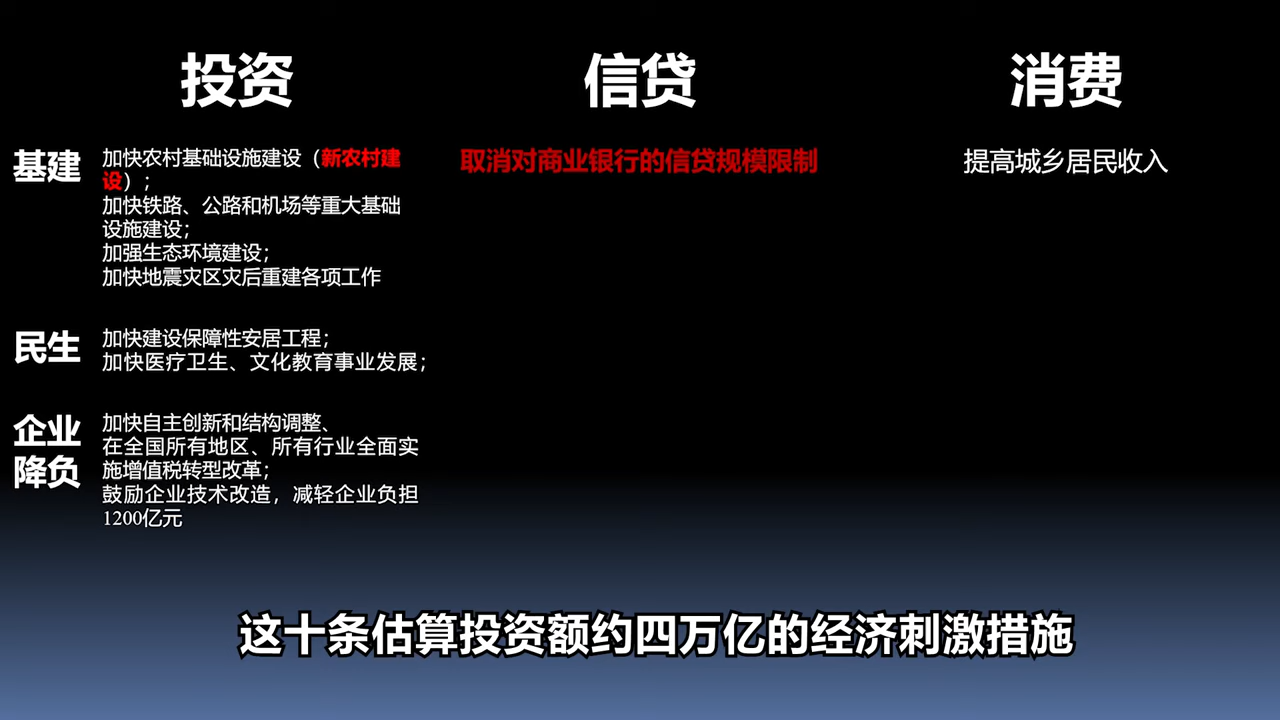 投资
信贷
消费
基建
加快农村基础设施建设（新农村建
设）；
加快铁路、公路和机场等重大基础
设施建设；
加强生态环境建设；
加快地震灾区灾后重建各项工作
取消对商业银行的信贷规模限制
提高城乡居民收入
民生
加快建设保障性安居工程；
加快医疗卫生、文化教育事业发展；
企业
降负
加快自主创新和结构调整、
在全国所有地区、所有行业全面实
施增值税转型改革；
鼓励企业技术改造，减轻企业负担
1200亿元
这十条估算投资额约四万亿的经济刺激措施